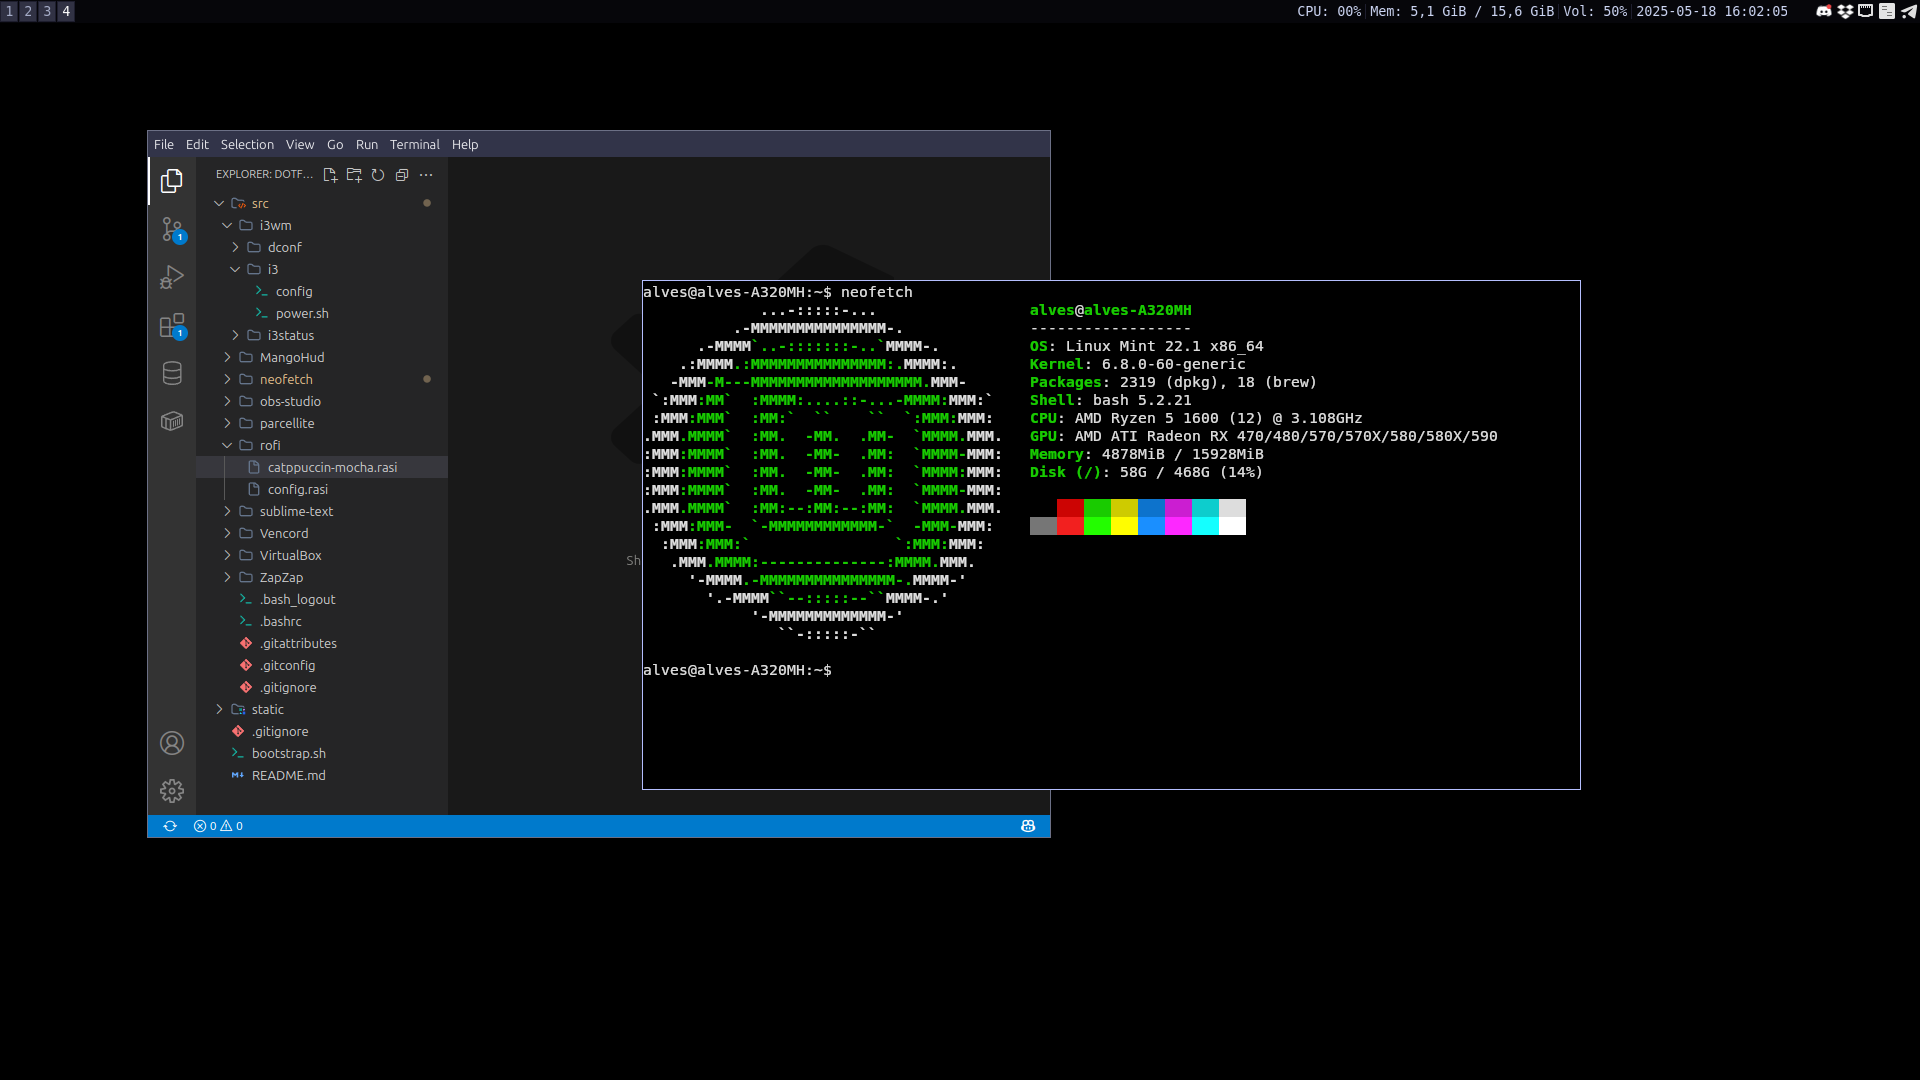 1 2 3 4
CPU: 00% Mem: 5,1 GiB / 15,6 GiB Vol: 50% 2025-05-18 16:02:05
File Edit Selection View Go Run Terminal Help
EXPLORER: DOTF...
src
i3wm
dconf
i3
config
power.sh
i3status
MangoHud
neofetch
obs-studio
parcellite
rofi
catppuccin-mocha.rasi
config.rasi
sublime-text
Vencord
VirtualBox
ZapZap
.bash_logout
.bashrc
.gitattributes
.gitconfig
.gitignore
static
.gitignore
bootstrap.sh
README.md
1
1
0 0
Sh
alves@alves-A320MH:~$ neofetch
alves@alves-A320MH
------------------
OS: Linux Mint 22.1 x86_64
Kernel: 6.8.0-60-generic
Packages: 2319 (dpkg), 18 (brew)
Shell: bash 5.2.21
CPU: AMD Ryzen 5 1600 (12) @ 3.108GHz
GPU: AMD ATI Radeon RX 470/480/570/570X/580/580X/590
Memory: 4878MiB / 15928MiB
Disk (/): 58G / 468G (14%)
alves@alves-A320MH:~$